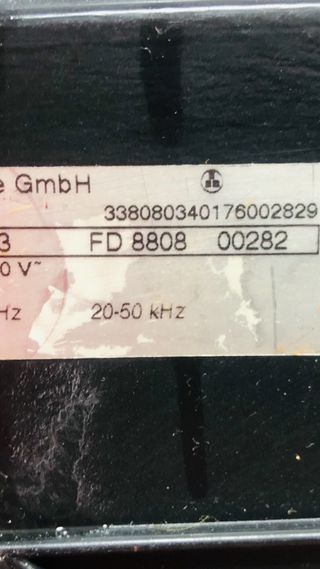 e GmbH
338080340176002829
3 FD 8808 00282
0 V~
Hz 20-50 kHz